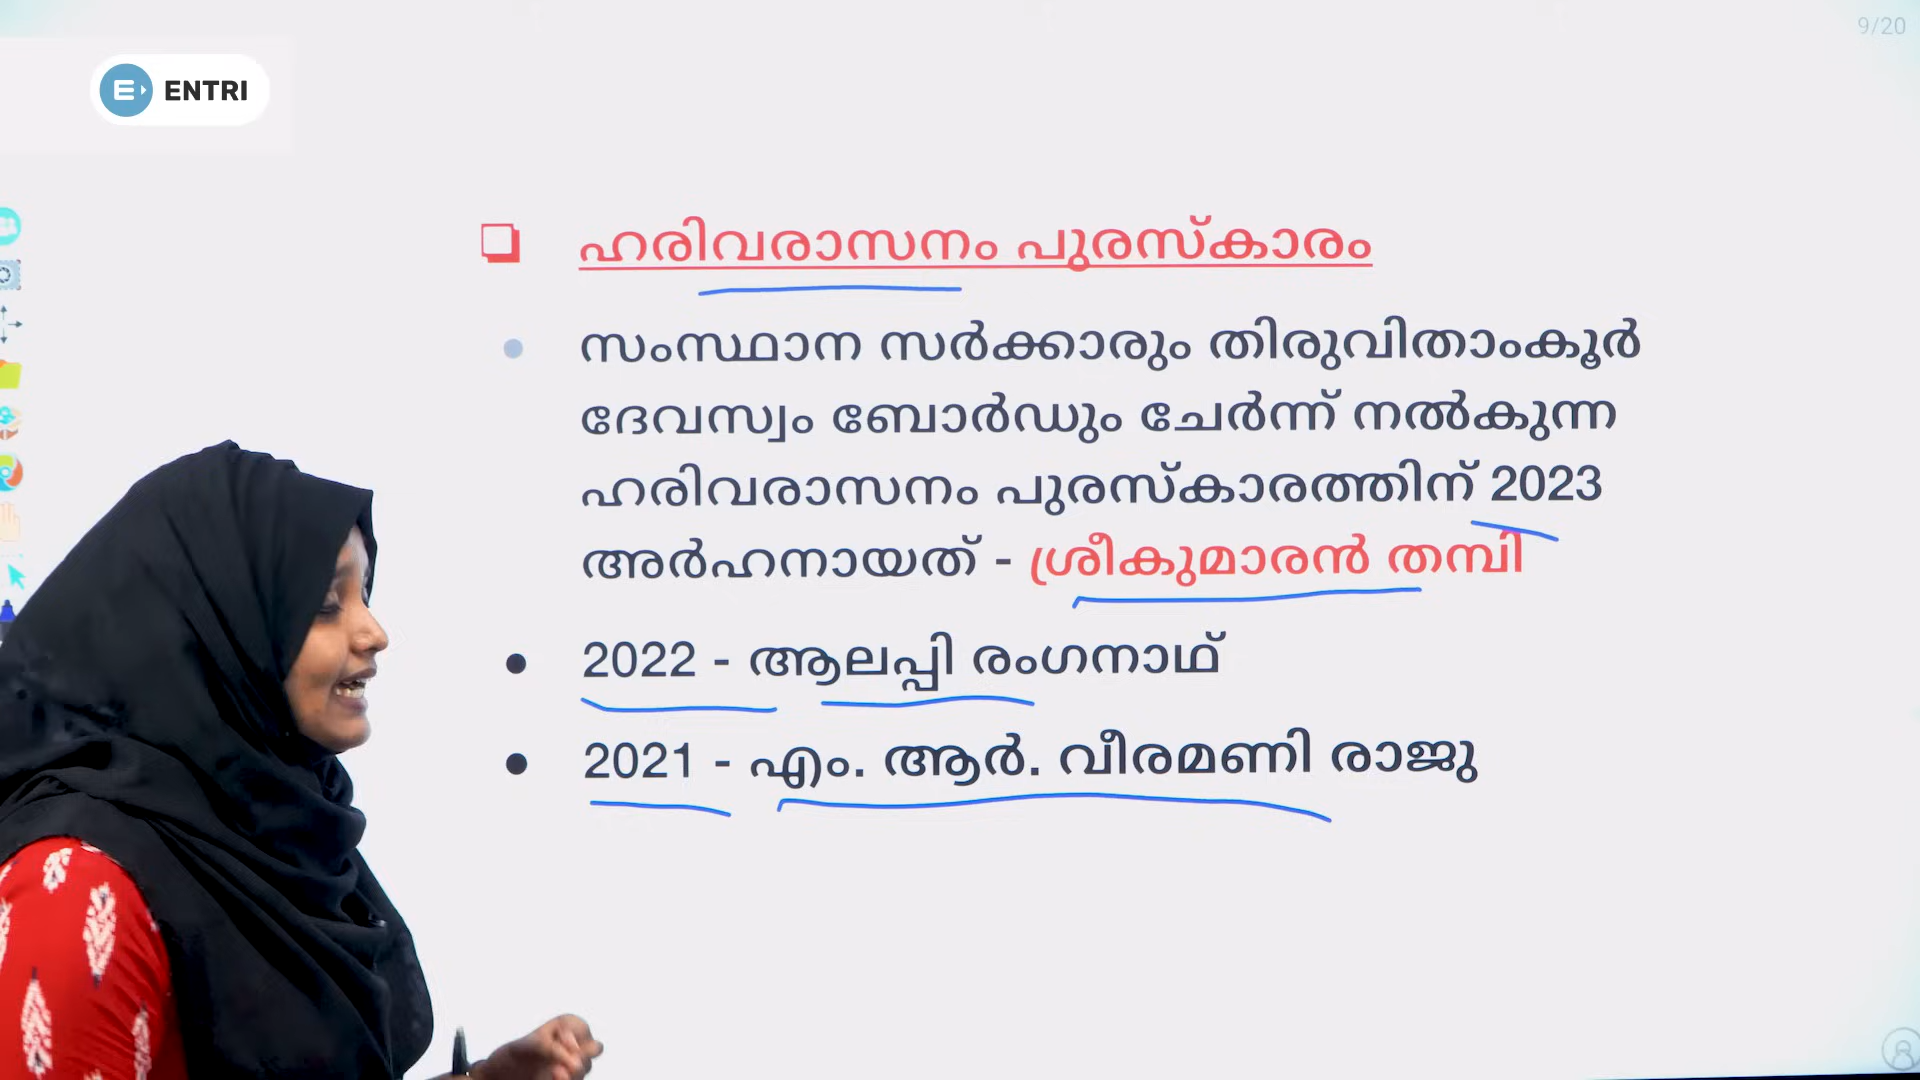 9/20
ENTRI
ഹരിവരാസനം പുരസ്കാരം
സംസ്ഥാന സർക്കാരും തിരുവിതാംകൂർ
ദേവസ്വം ബോർഡും ചേർന്ന് നൽകുന്ന
ഹരിവരാസനം പുരസ്കാരത്തിന് 2023
അർഹനായത് - ശ്രീകുമാരൻ തമ്പി
2022 - ആലപ്പി രംഗനാഥ്
2021 - എം. ആർ. വീരമണി രാജു